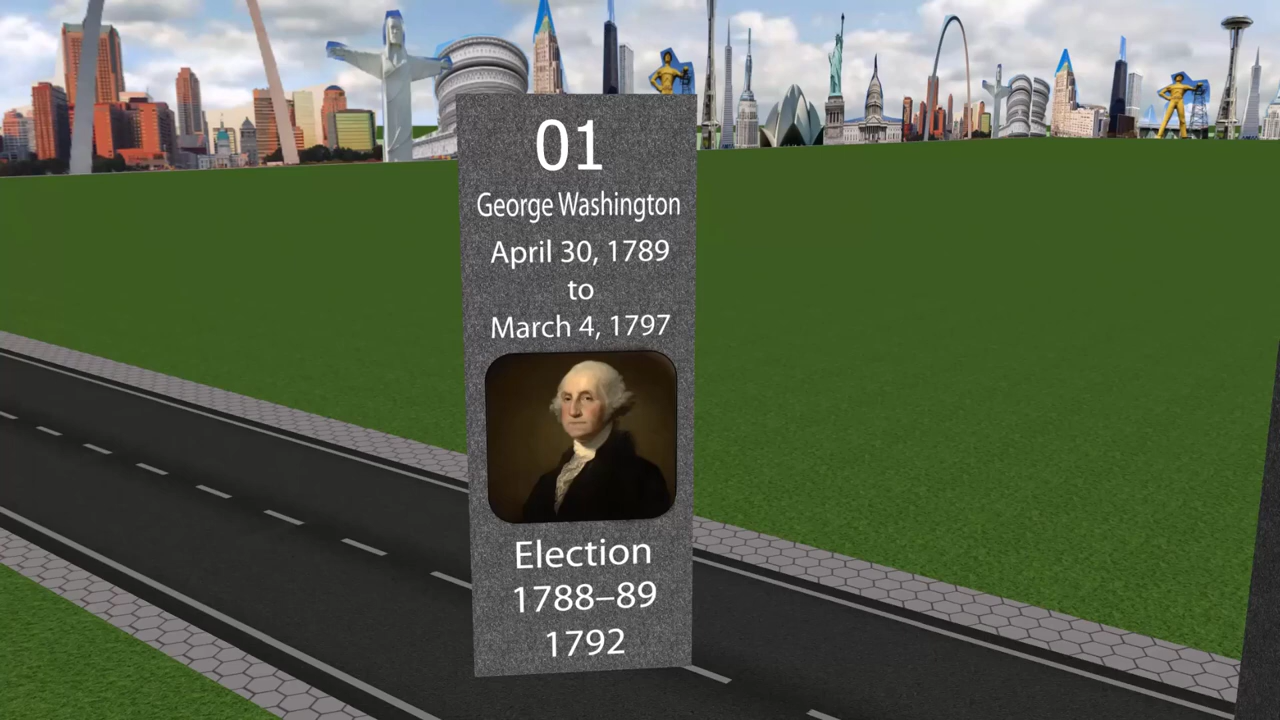 01
George Washington
April 30, 1789
to
March 4, 1797
Election
1788–89
1792